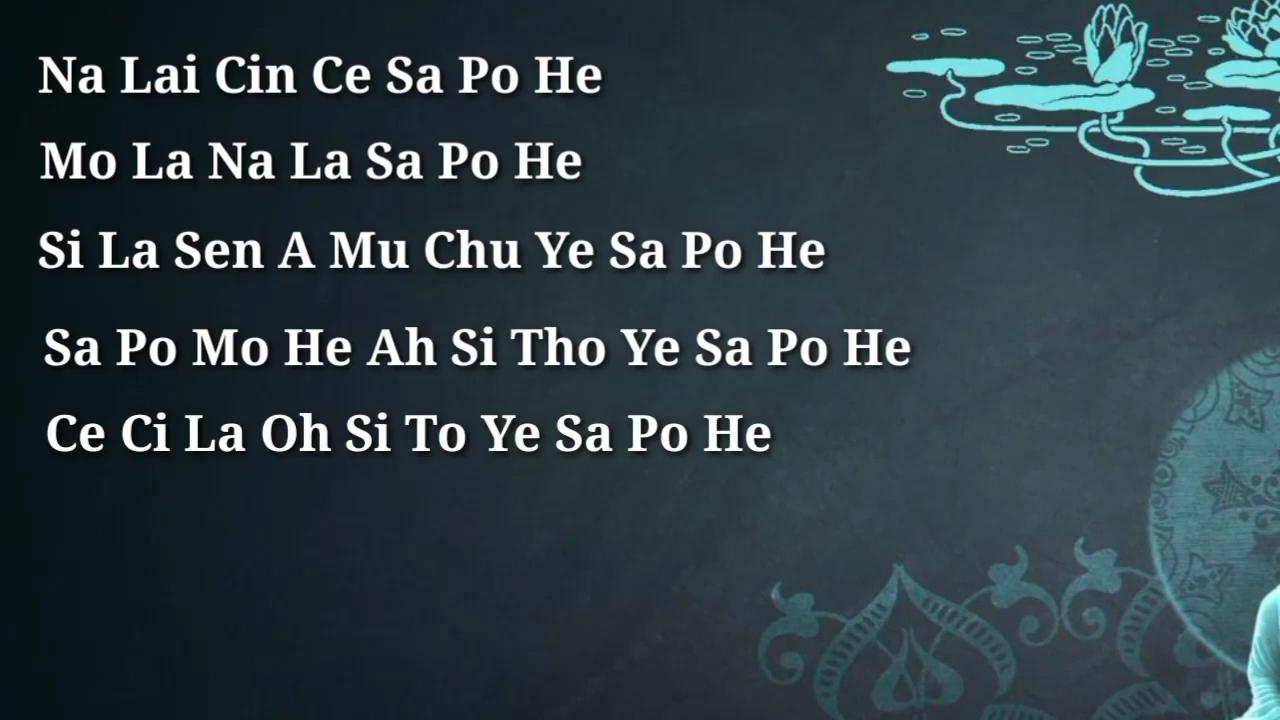 Na Lai Cin Ce Sa Po He
Mo La Na La Sa Po He
Si La Sen A Mu Chu Ye Sa Po He
Sa Po Mo He Ah Si Tho Ye Sa Po He
Ce Ci La Oh Si To Ye Sa Po He